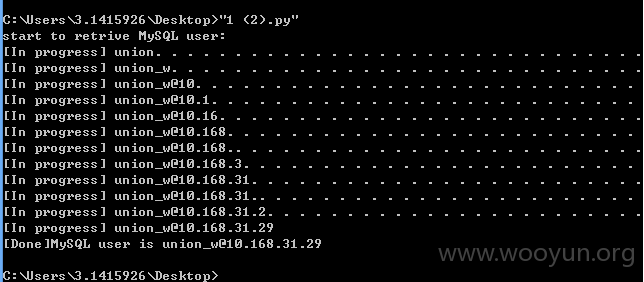 C:\Users\3.1415926\Desktop>"1 (2).py"
start to retrive MySQL user:
[In progress] union. . . . . . . . . . . . . . . . . . . . . . . . . . . . . .
[In progress] union_w. . . . . . . . . . . . . . . . . . . . . . . . . . . . .
[In progress] union_w@10. . . . . . . . . . . . . . . . . . . . . . . . . . . .
[In progress] union_w@10.1. . . . . . . . . . . . . . . . . . . . . . . . . . .
[In progress] union_w@10.16. . . . . . . . . . . . . . . . . . . . . . . . . .
[In progress] union_w@10.168. . . . . . . . . . . . . . . . . . . . . . . . . .
[In progress] union_w@10.168. . . . . . . . . . . . . . . . . . . . . . . . . .
[In progress] union_w@10.168.3. . . . . . . . . . . . . . . . . . . . . . . . .
[In progress] union_w@10.168.31. . . . . . . . . . . . . . . . . . . . . . . .
[In progress] union_w@10.168.31. . . . . . . . . . . . . . . . . . . . . . . .
[In progress] union_w@10.168.31.2. . . . . . . . . . . . . . . . . . . . . . .
[In progress] union_w@10.168.31.29
[Done]MySQL user is union_w@10.168.31.29
www.wooyun.org
C:\Users\3.1415926\Desktop>